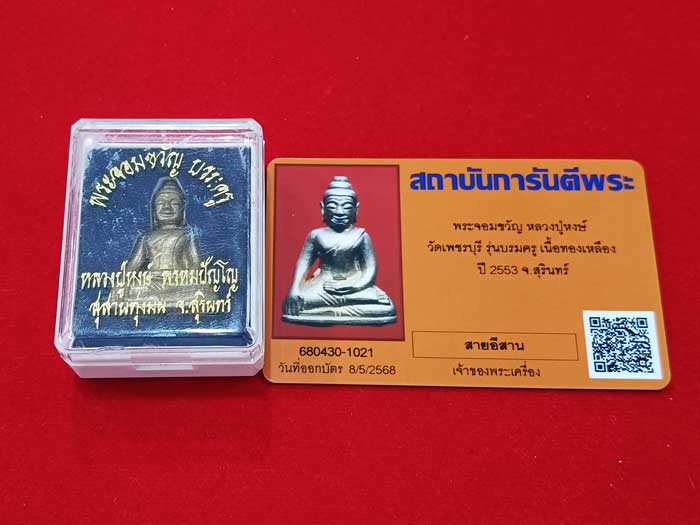 พระจอมขวัญ บรมครู
หลวงปู่หงษ์ พรหมปัญโญ
สุสานทุ่งมน จ.สุรินทร์
สถาบันการันตีพระ
พระจอมขวัญ หลวงปู่หงษ์
วัดเพชรบุรี รุ่นบรมครู เนื้อทองเหลือง
ปี 2553 จ.สุรินทร์
680430-1021
วันที่ออกบัตร 8/5/2568
สายอีสาน
เจ้าของพระเครื่อง